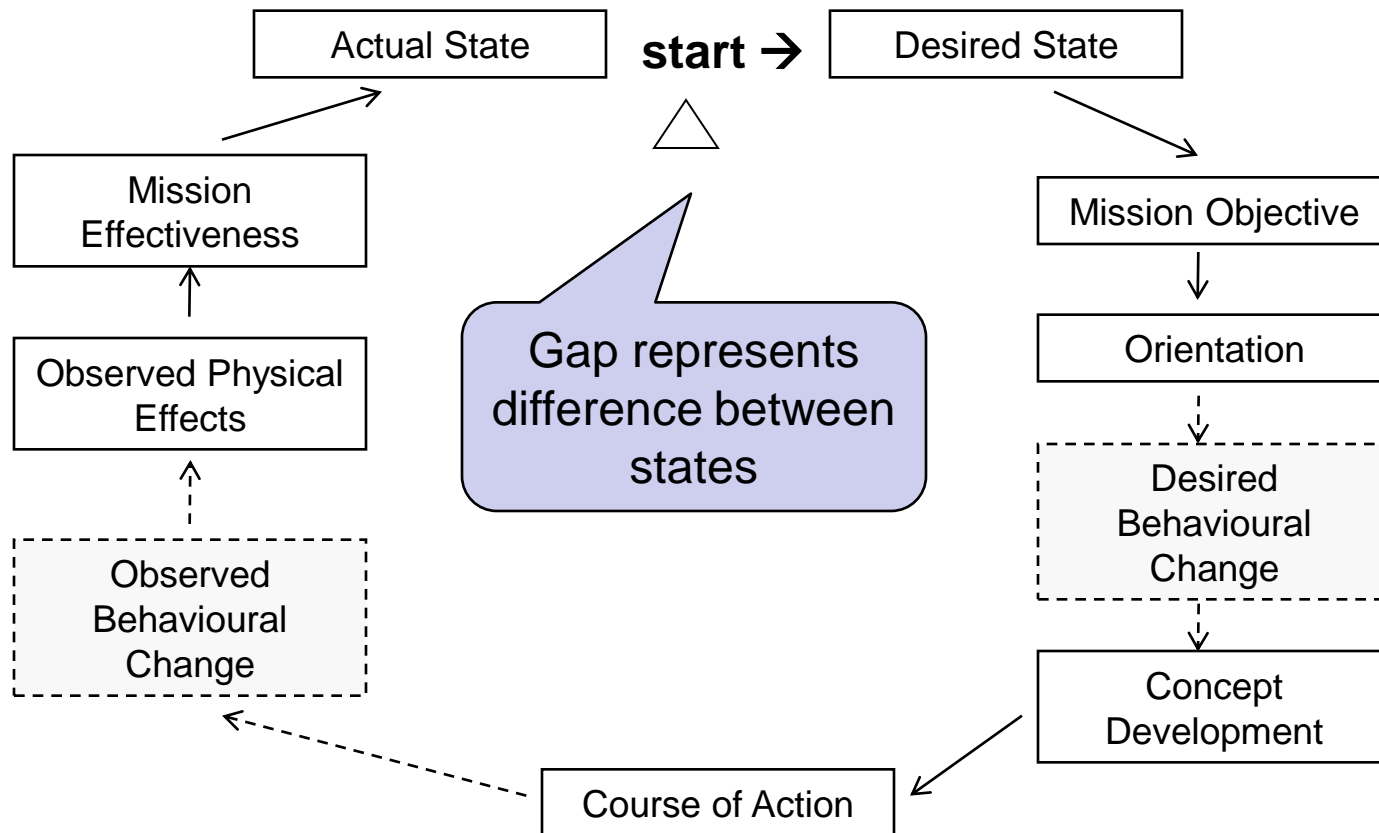 Actual State
start →
Desired State
Mission
Effectiveness
Mission Objective
Observed Physical
Effects
Gap represents
difference between
states
Orientation
Desired
Behavioural
Change
Observed
Behavioural
Change
Concept
Development
Course of Action